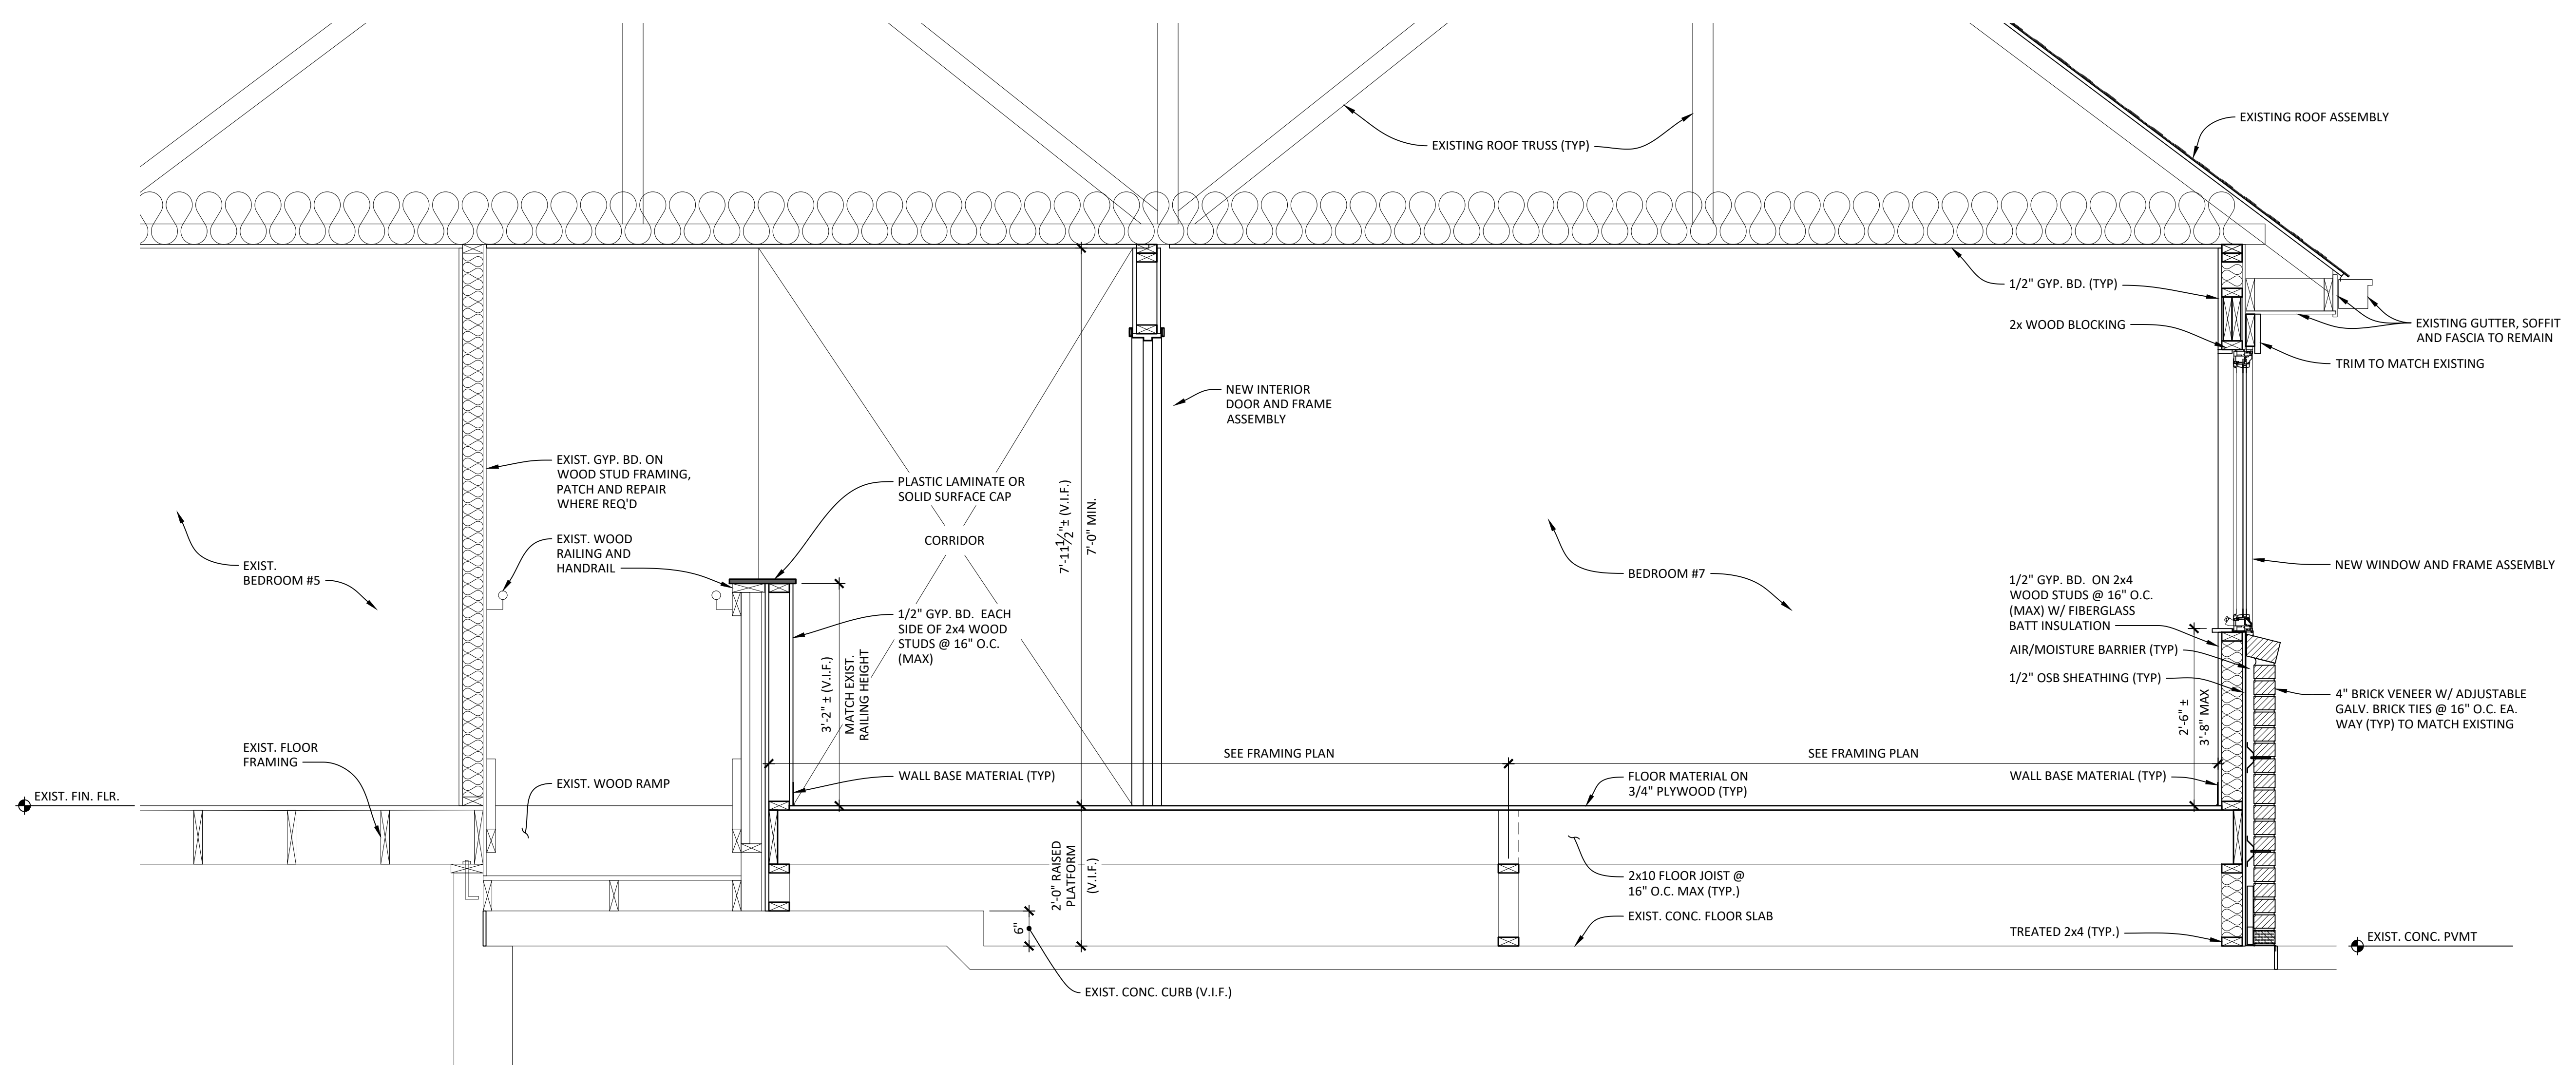 EXISTING ROOF ASSEMBLY
EXISTING ROOF TRUSS (TYP)
1/2" GYP. BD. (TYP)
2x WOOD BLOCKING
EXISTING GUTTER, SOFFIT
AND FASCIA TO REMAIN
TRIM TO MATCH EXISTING
NEW INTERIOR
DOOR AND FRAME
ASSEMBLY
EXIST. GYP. BD. ON
WOOD STUD FRAMING,
PATCH AND REPAIR
WHERE REQ'D
PLASTIC LAMINATE OR
SOLID SURFACE CAP
CORRIDOR
7'-11 1/2"± (V.I.F.)
7'-0" MIN.
EXIST. WOOD
RAILING AND
HANDRAIL
EXIST.
BEDROOM #5
BEDROOM #7
NEW WINDOW AND FRAME ASSEMBLY
1/2" GYP. BD. ON 2x4
WOOD STUDS @ 16" O.C.
(MAX) W/ FIBERGLASS
BATT INSULATION
AIR/MOISTURE BARRIER (TYP)
1/2" OSB SHEATHING (TYP)
1/2" GYP. BD. EACH
SIDE OF 2x4 WOOD
STUDS @ 16" O.C.
(MAX)
3'-2" ± (V.I.F.)
MATCH EXIST.
RAILING HEIGHT
2'-6" ±
3'-8" MAX
4" BRICK VENEER W/ ADJUSTABLE
GALV. BRICK TIES @ 16" O.C. EA.
WAY (TYP) TO MATCH EXISTING
EXIST. FLOOR
FRAMING
SEE FRAMING PLAN
SEE FRAMING PLAN
EXIST. WOOD RAMP
WALL BASE MATERIAL (TYP)
FLOOR MATERIAL ON
3/4" PLYWOOD (TYP)
WALL BASE MATERIAL (TYP)
EXIST. FIN. FLR.
2'-0" RAISED
PLATFORM
(V.I.F.)
2x10 FLOOR JOIST @
16" O.C. MAX (TYP.)
6"
EXIST. CONC. FLOOR SLAB
TREATED 2x4 (TYP.)
EXIST. CONC. PVMT
EXIST. CONC. CURB (V.I.F.)